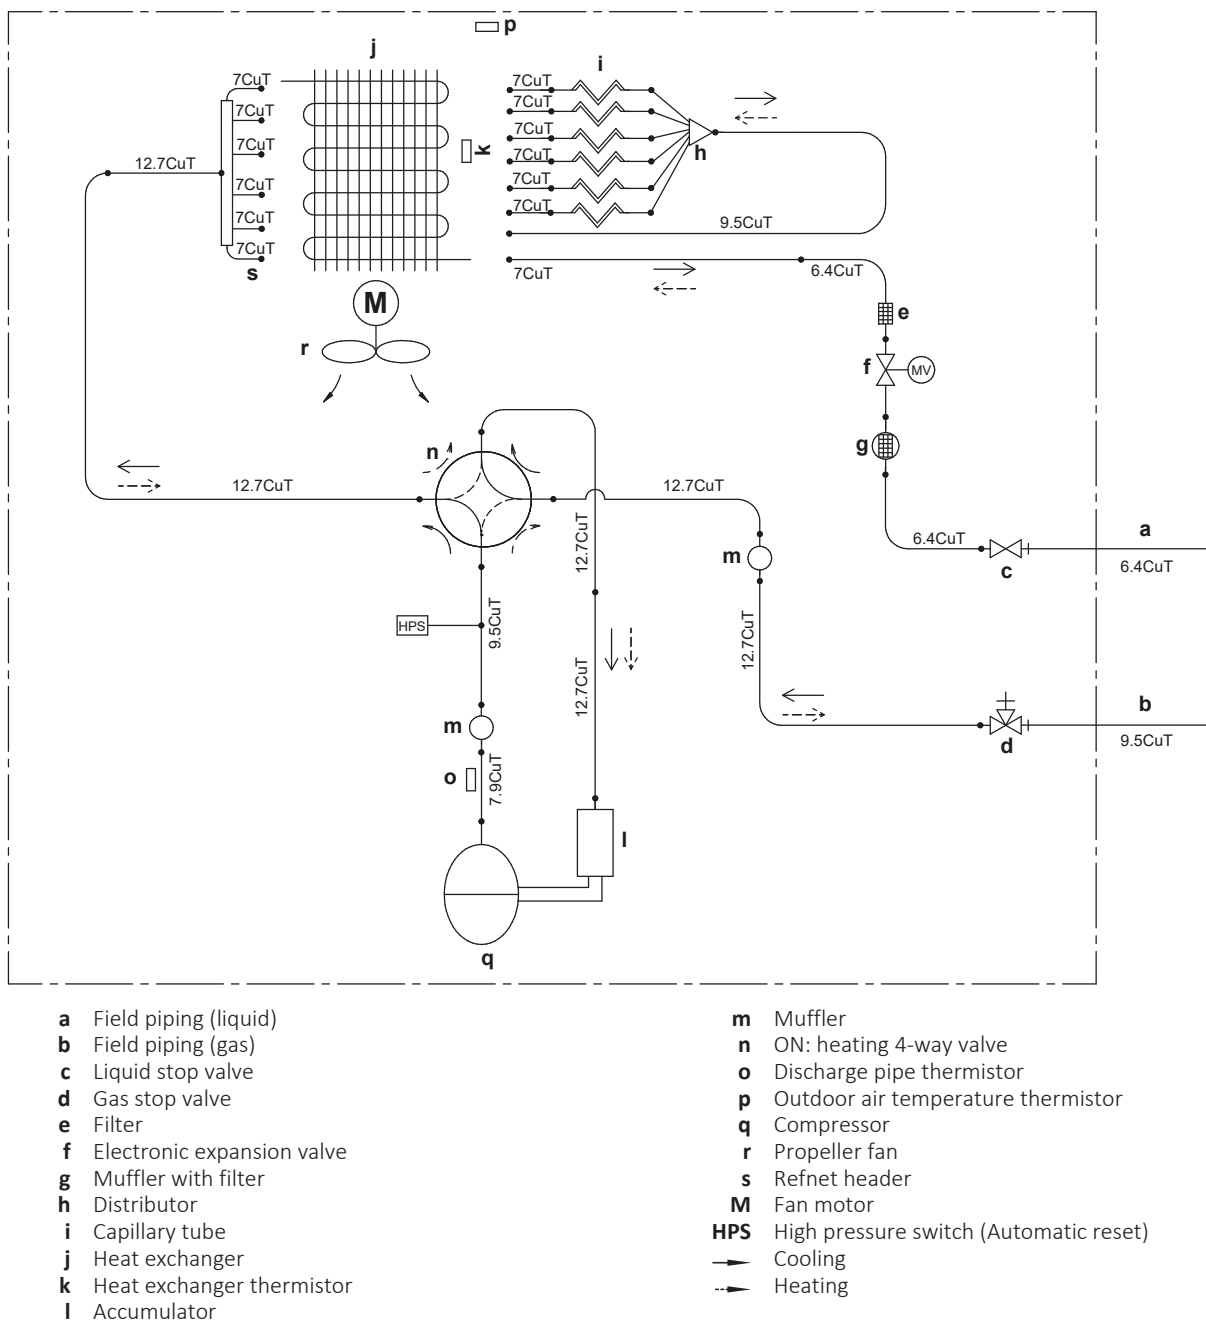 p
j
i
7CuT
7CuT
7CuT
7CuT
7CuT
7CuT
k
7CuT
7CuT
h
12.7CuT
7CuT
7CuT
7CuT
7CuT
7CuT
9.5CuT
7CuT
s
7CuT
6.4CuT
M
e
r
f
MV
n
g
12.7CuT
12.7CuT
12.7CuT
6.4CuT
a
m
c
6.4CuT
HPS
9.5CuT
12.7CuT
12.7CuT
b
m
d
9.5CuT
o
7.9CuT
l
q
a Field piping (liquid)
b Field piping (gas)
c Liquid stop valve
d Gas stop valve
e Filter
f Electronic expansion valve
g Muffler with filter
h Distributor
i Capillary tube
j Heat exchanger
k Heat exchanger thermistor
l Accumulator
m Muffler
n ON: heating 4-way valve
o Discharge pipe thermistor
p Outdoor air temperature thermistor
q Compressor
r Propeller fan
s Refnet header
M Fan motor
HPS High pressure switch (Automatic reset)
Cooling
Heating